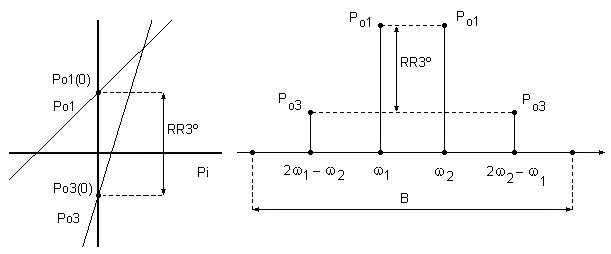 Po1(0)
Po1
RR3º
Pi
Po3(0)
Po3
Po1 Po1
RR3º
Po3 Po3
2ω1-ω2 ω1 ω2 2ω2-ω1
B